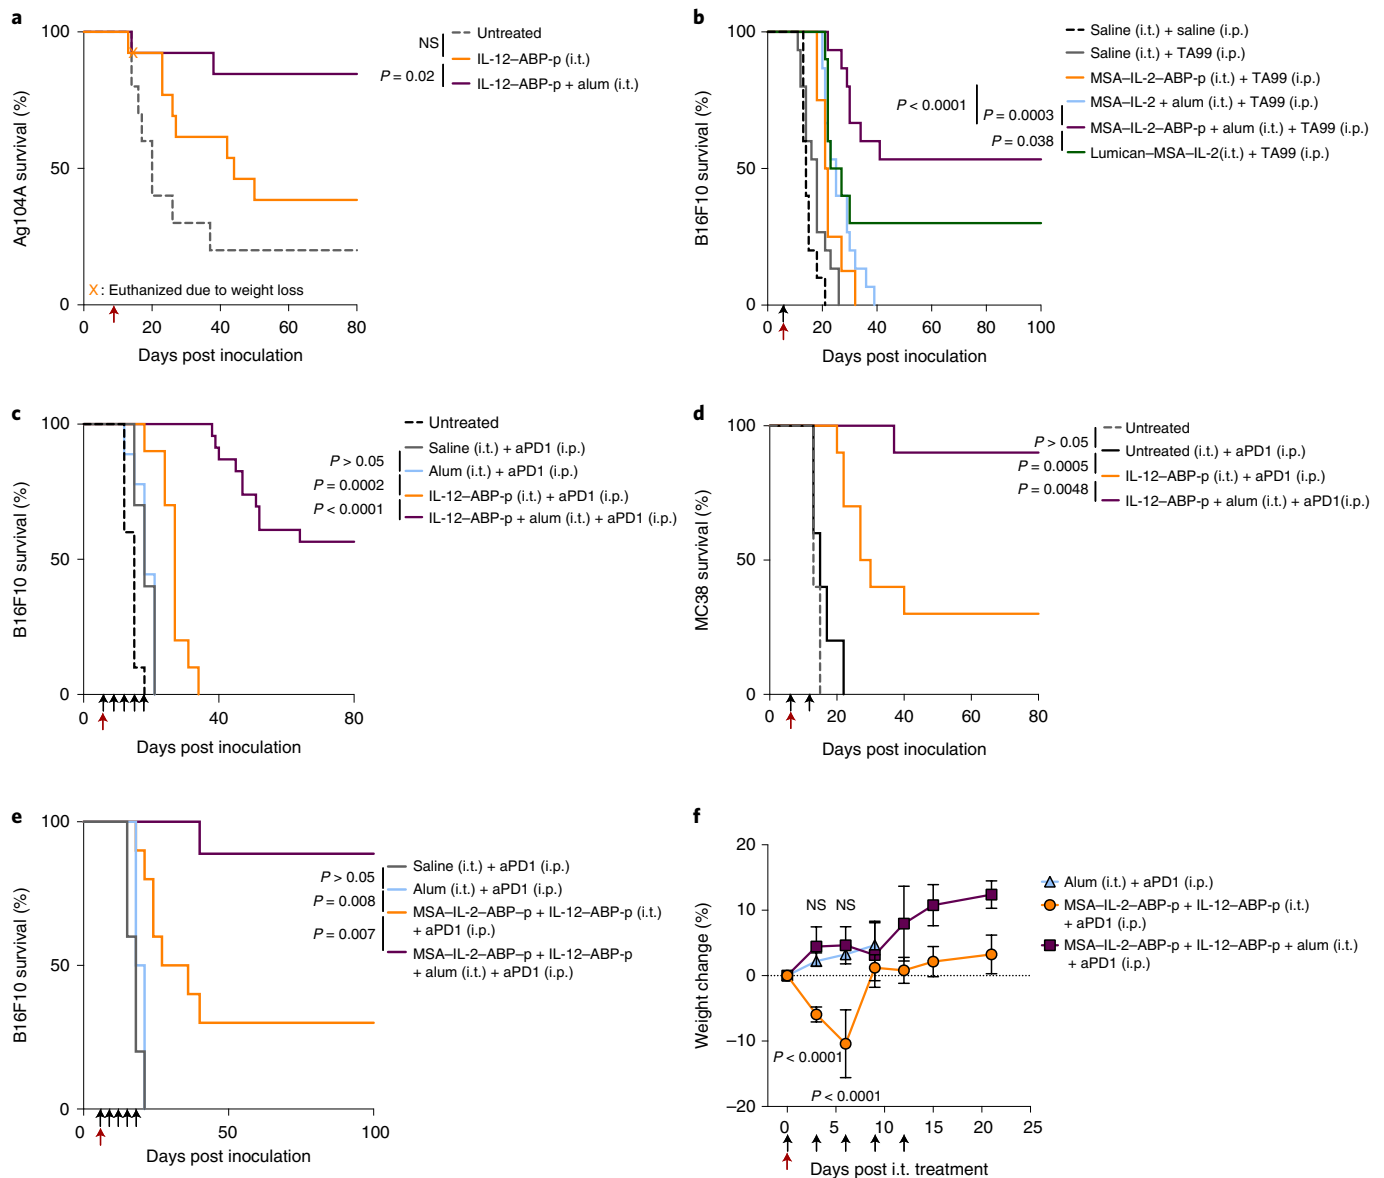 a
100
50
0
Ag104A survival (%)
0 20 40 60 80
Days post inoculation
X: Euthanized due to weight loss
NS
P = 0.02
Untreated
IL-12–ABP-p (i.t.)
IL-12–ABP-p + alum (i.t.)
b
100
50
0
B16F10 survival (%)
0 20 40 60 80 100
Days post inoculation
P < 0.0001
P = 0.0003
P = 0.038
Saline (i.t.) + saline (i.p.)
Saline (i.t.) + TA99 (i.p.)
MSA–IL-2–ABP-p (i.t.) + TA99 (i.p.)
MSA–IL-2 + alum (i.t.) + TA99 (i.p.)
MSA–IL-2–ABP-p + alum (i.t.) + TA99 (i.p.)
Lumican–MSA–IL-2(i.t.) + TA99 (i.p.)
c
100
50
0
B16F10 survival (%)
0 40 80
Days post inoculation
P > 0.05
P = 0.0002
P < 0.0001
Untreated
Saline (i.t.) + aPD1 (i.p.)
Alum (i.t.) + aPD1 (i.p.)
IL-12–ABP-p (i.t.) + aPD1 (i.p.)
IL-12–ABP-p + alum (i.t.) + aPD1 (i.p.)
d
100
50
0
MC38 survival (%)
0 20 40 60 80
Days post inoculation
P > 0.05
P = 0.0005
P = 0.0048
Untreated
Untreated (i.t.) + aPD1 (i.p.)
IL-12–ABP-p (i.t.) + aPD1 (i.p.)
IL-12–ABP-p + alum (i.t.) + aPD1(i.p.)
e
100
50
0
B16F10 survival (%)
0 50 100
Days post inoculation
P > 0.05
P = 0.008
P = 0.007
Saline (i.t.) + aPD1 (i.p.)
Alum (i.t.) + aPD1 (i.p.)
MSA–IL-2–ABP-p + IL-12–ABP-p (i.t.)
+ aPD1 (i.p.)
MSA–IL-2–ABP-p + IL-12–ABP-p
+ alum (i.t.) + aPD1 (i.p.)
f
20
10
0
–10
–20
Weight change (%)
NS NS
P < 0.0001
P < 0.0001
0 5 10 15 20 25
Days post i.t. treatment
Alum (i.t.) + aPD1 (i.p.)
MSA–IL-2–ABP-p + IL-12–ABP-p (i.t.)
+ aPD1 (i.p.)
MSA–IL-2–ABP-p + IL-12–ABP-p + alum (i.t.)
+ aPD1 (i.p.)